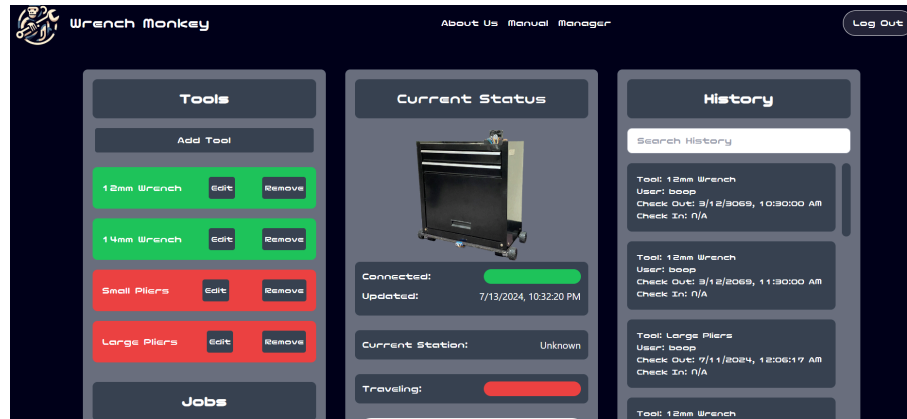 Wrench Monkey
About Us Manual Manager
Log Out
Tools
Add Tool
12mm Wrench Edit Remove
14mm Wrench Edit Remove
Small Pliers Edit Remove
Large Pliers Edit Remove
Jobs
Current Status
Connected:
Updated: 7/13/2024, 10:32:20 PM
Current Station: Unknown
Traveling:
History
Search History
Tool: 12mm Wrench
User: boop
Check Out: 3/12/3069, 10:30:00 AM
Check In: N/A
Tool: 12mm Wrench
User: boop
Check Out: 3/12/2069, 11:30:00 AM
Check In: N/A
Tool: Large Pliers
User: boop
Check Out: 7/11/2024, 12:06:17 AM
Check In: N/A
Tool: 12mm Wrench